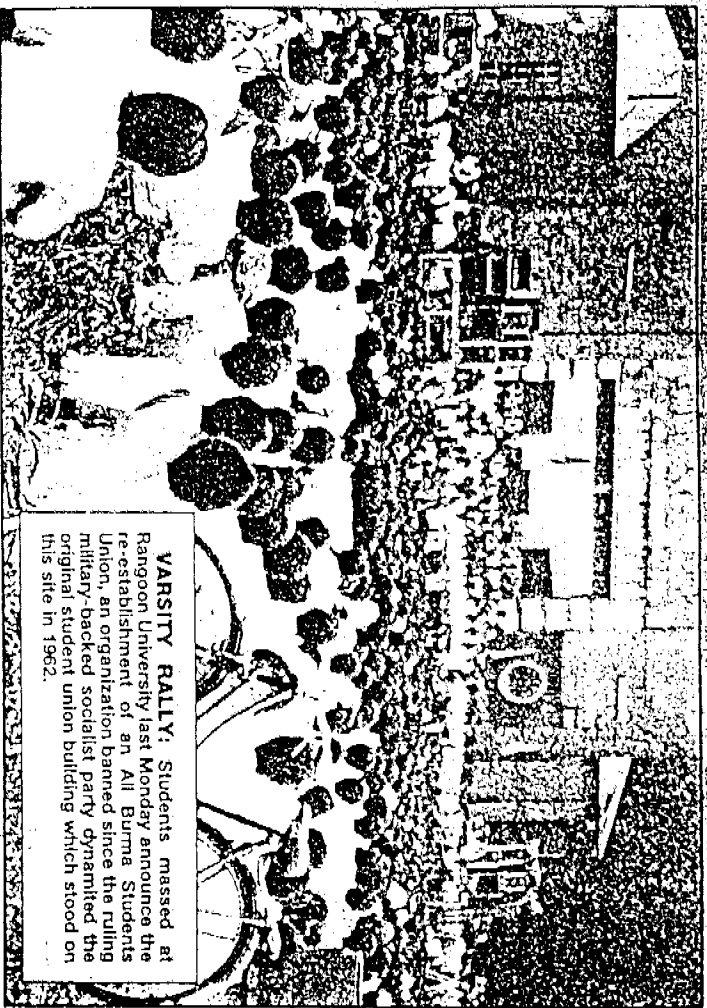 VARSITY RALLY: Students massed at
Rangoon University last Monday announce the
re-establishment of an All Burma Students
Union, an organization banned since the ruling
military-backed socialist party dynamited the
original student union building which stood on
this site in 1962.